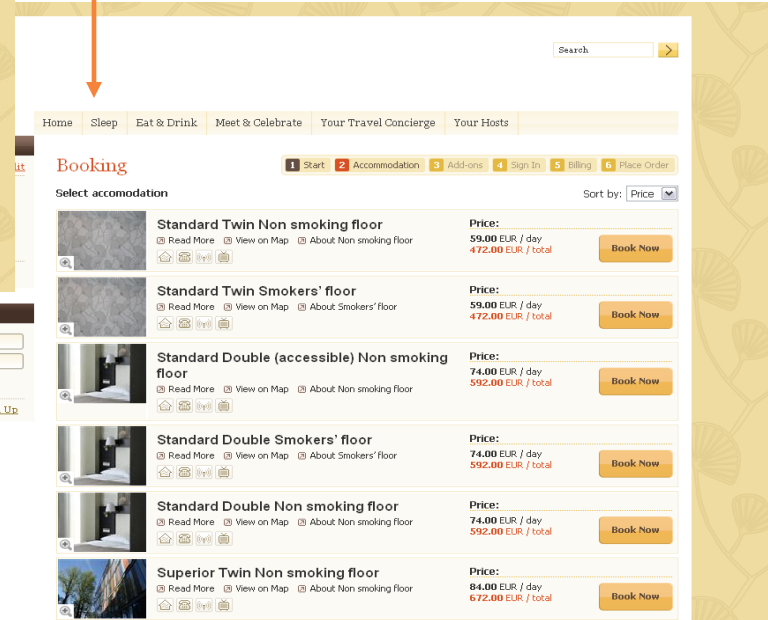 Search
Home Sleep Eat & Drink Meet & Celebrate Your Travel Concierge Your Hosts
lit
Booking
1 Start 2 Accommodation 3 Add-ons 4 Sign In 5 Billing 6 Place Order
Select accomodation
Sort by: Price
Standard Twin Non smoking floor
Read More View on Map About Non smoking floor
Price:
59.00 EUR / day
472.00 EUR / total
Book Now
Standard Twin Smokers' floor
Read More View on Map About Smokers' floor
Price:
59.00 EUR / day
472.00 EUR / total
Book Now
Standard Double (accessible) Non smoking
floor
Read More View on Map About Non smoking floor
Price:
74.00 EUR / day
592.00 EUR / total
Book Now
Up
Standard Double Smokers' floor
Read More View on Map About Smokers' floor
Price:
74.00 EUR / day
592.00 EUR / total
Book Now
Standard Double Non smoking floor
Read More View on Map About Non smoking floor
Price:
74.00 EUR / day
592.00 EUR / total
Book Now
Superior Twin Non smoking floor
Read More View on Map About Non smoking floor
Price:
84.00 EUR / day
672.00 EUR / total
Book Now